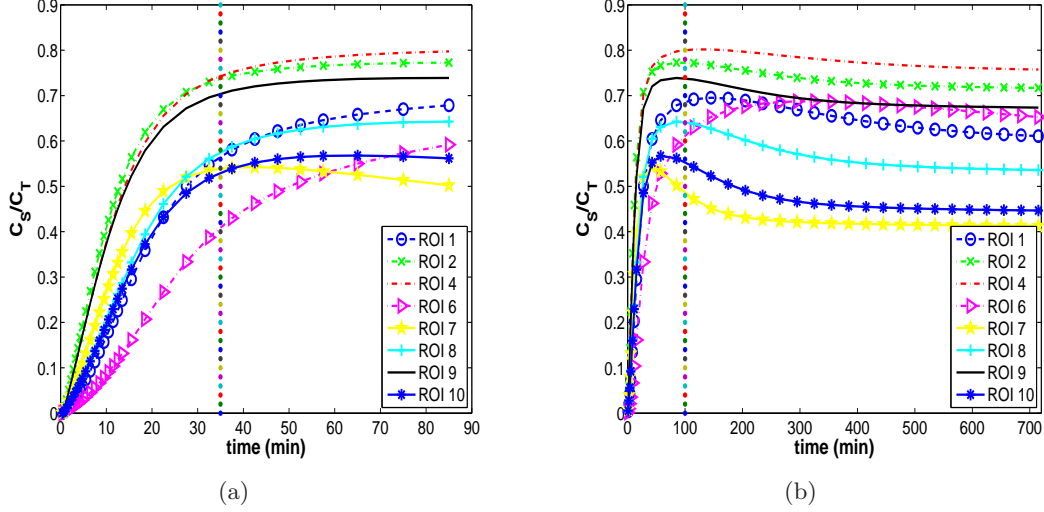 0.9
0.8
0.7
0.6
0.5
0.4
0.3
0.2
0.1
0
C_S/C_T
0 10 20 30 40 50 60 70 80 90
time (min)
ROI 1
ROI 2
ROI 4
ROI 6
ROI 7
ROI 8
ROI 9
ROI 10
(a)
0.9
0.8
0.7
0.6
0.5
0.4
0.3
0.2
0.1
0
C_S/C_T
0 100 200 300 400 500 600 700
time (min)
ROI 1
ROI 2
ROI 4
ROI 6
ROI 7
ROI 8
ROI 9
ROI 10
(b)